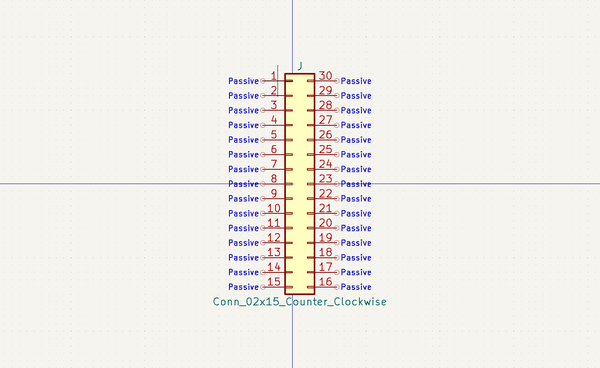 J
Passive 1 30 Passive
Passive 2 29 Passive
Passive 3 28 Passive
Passive 4 27 Passive
Passive 5 26 Passive
Passive 6 25 Passive
Passive 7 24 Passive
Passive 8 23 Passive
Passive 9 22 Passive
Passive 10 21 Passive
Passive 11 20 Passive
Passive 12 19 Passive
Passive 13 18 Passive
Passive 14 17 Passive
Passive 15 16 Passive
Conn_02x15_Counter_Clockwise